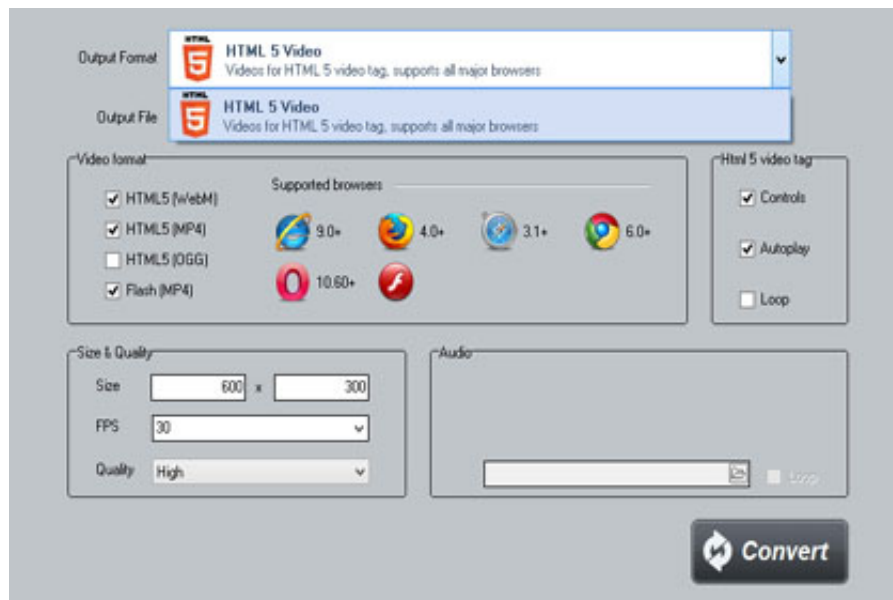 HTML
5
Output Format
HTML 5 Video
Videos for HTML 5 video tag, supports all major browsers
Output File
HTML
5
HTML 5 Video
Videos for HTML 5 video tag, supports all major browsers
Video format
Html 5 video tag
HTML5 (WebM)
HTML5 (MP4)
HTML5 (OGG)
Flash (MP4)
Supported browsers
9.0+ 4.0+ 3.1+ 6.0+
10.60+
Controls
Autoplay
Loop
Size & Quality
Size 600 x 300
FPS 30
Quality High
Audio
Loop
Convert